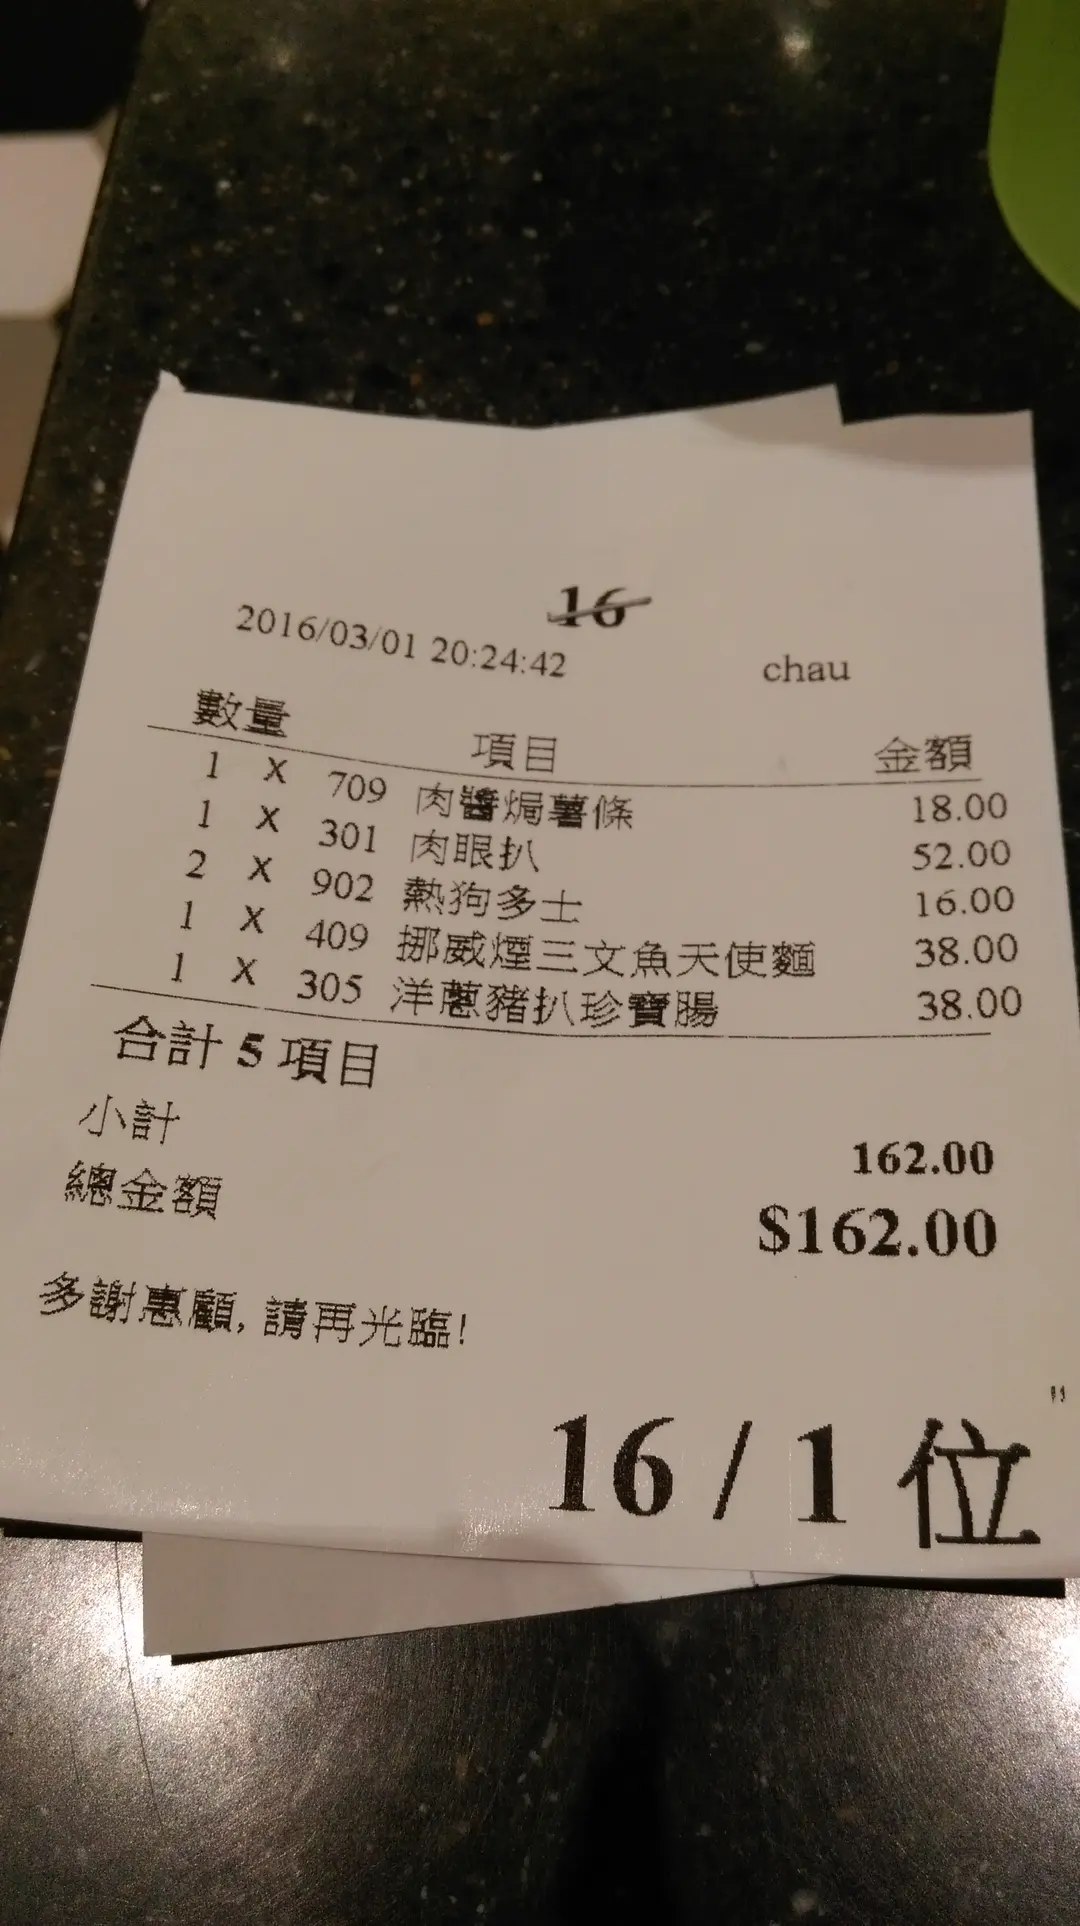 16
2016/03/01 20:24:42 chau
數量 項目 金額
1 X 709 肉醬焗薯條 18.00
1 X 301 肉眼扒 52.00
2 X 902 熱狗多士 16.00
1 X 409 挪威煙三文魚天使麵 38.00
1 X 305 洋蔥豬扒珍寶腸 38.00
合計 5 項目
小計 162.00
總金額 $162.00
多謝惠顧, 請再光臨!
16 / 1 位